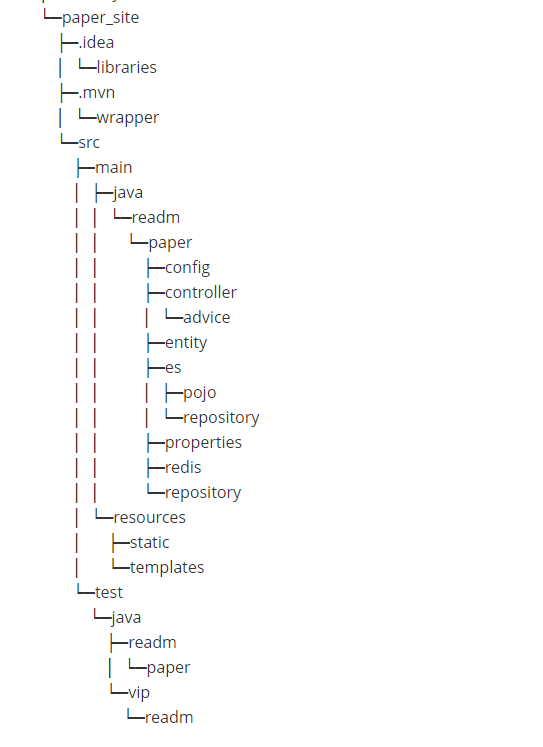 └─paper_site
├─.idea
│ └─libraries
├─.mvn
│ └─wrapper
└─src
├─main
│ ├─java
│ │ └─readm
│ │ └─paper
│ │ ├─config
│ │ ├─controller
│ │ │ └─advice
│ │ ├─entity
│ │ ├─es
│ │ │ ├─pojo
│ │ │ └─repository
│ │ ├─properties
│ │ ├─redis
│ │ └─repository
│ └─resources
│ ├─static
│ └─templates
└─test
└─java
├─readm
│ └─paper
└─vip
└─readm